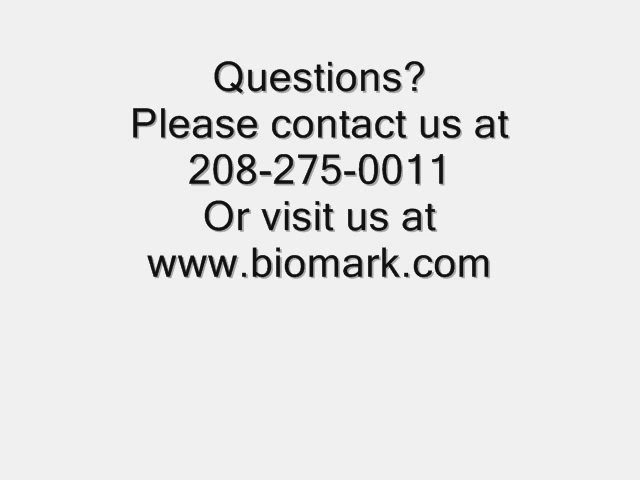 Questions?
Please contact us at
208-275-0011
Or visit us at
www.biomark.com